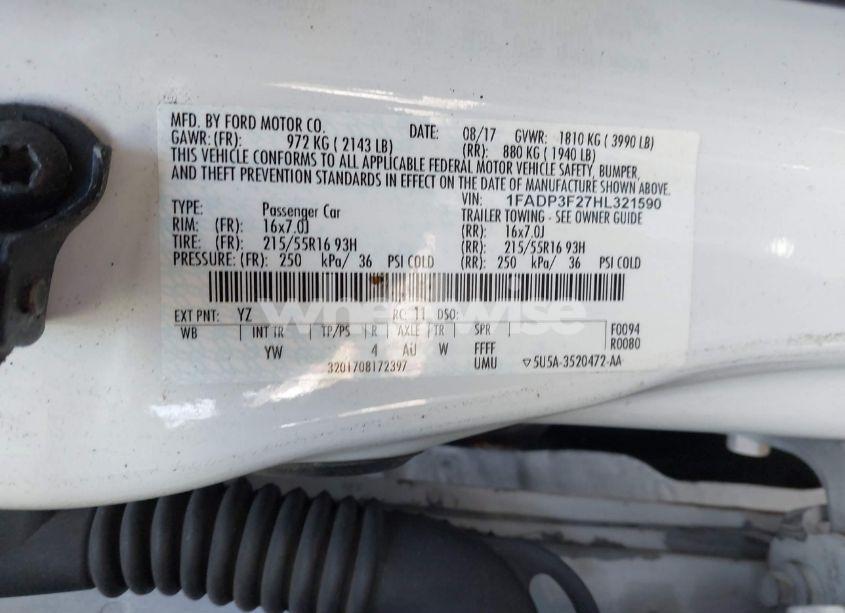 MFD. BY FORD MOTOR CO. DATE: 08/17 GVWR: 1810 KG ( 3990 LB)
GAWR: (FR): 972 KG ( 2143 LB) (RR): 880 KG ( 1940 LB)
THIS VEHICLE CONFORMS TO ALL APPLICABLE FEDERAL MOTOR VEHICLE SAFETY, BUMPER,
AND THEFT PREVENTION STANDARDS IN EFFECT ON THE DATE OF MANUFACTURE SHOWN ABOVE.
VIN: 1FADP3F27HL321590
TYPE: Passenger Car TRAILER TOWING - SEE OWNER GUIDE
RIM: (FR): 16x7.0J (RR): 16x7.0J
TIRE: (FR): 215/55R16 93H (RR): 215/55R16 93H
PRESSURE: (FR): 250 kPa/ 36 PSI COLD (RR): 250 kPa/ 36 PSI COLD
EXT PNT: YZ RC: 11 DSO:
WB INT TR TP/PS R AXLE TR SPR F0094
YW 4 AU W FFFF R0080
3201708172397 UMU ▽5U5A-3520472-AA
wheelwise